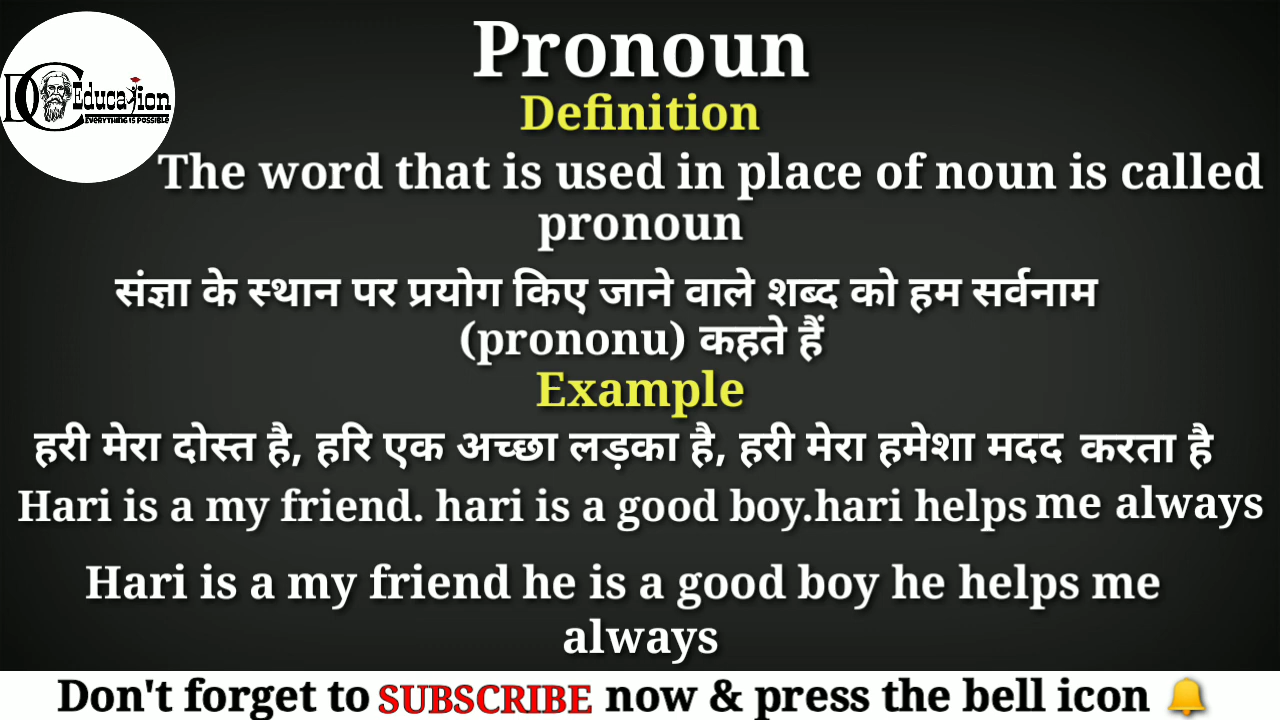 Pronoun
DC Education
EVERYTHING IS POSSIBLE
Definition
The word that is used in place of noun is called
pronoun
संज्ञा के स्थान पर प्रयोग किए जाने वाले शब्द को हम सर्वनाम
(prononu) कहते हैं
Example
हरी मेरा दोस्त है, हरि एक अच्छा लड़का है, हरी मेरा हमेशा मदद करता है
Hari is a my friend. hari is a good boy.hari helps me always
Hari is a my friend he is a good boy he helps me
always
Don't forget to SUBSCRIBE now & press the bell icon 🔔